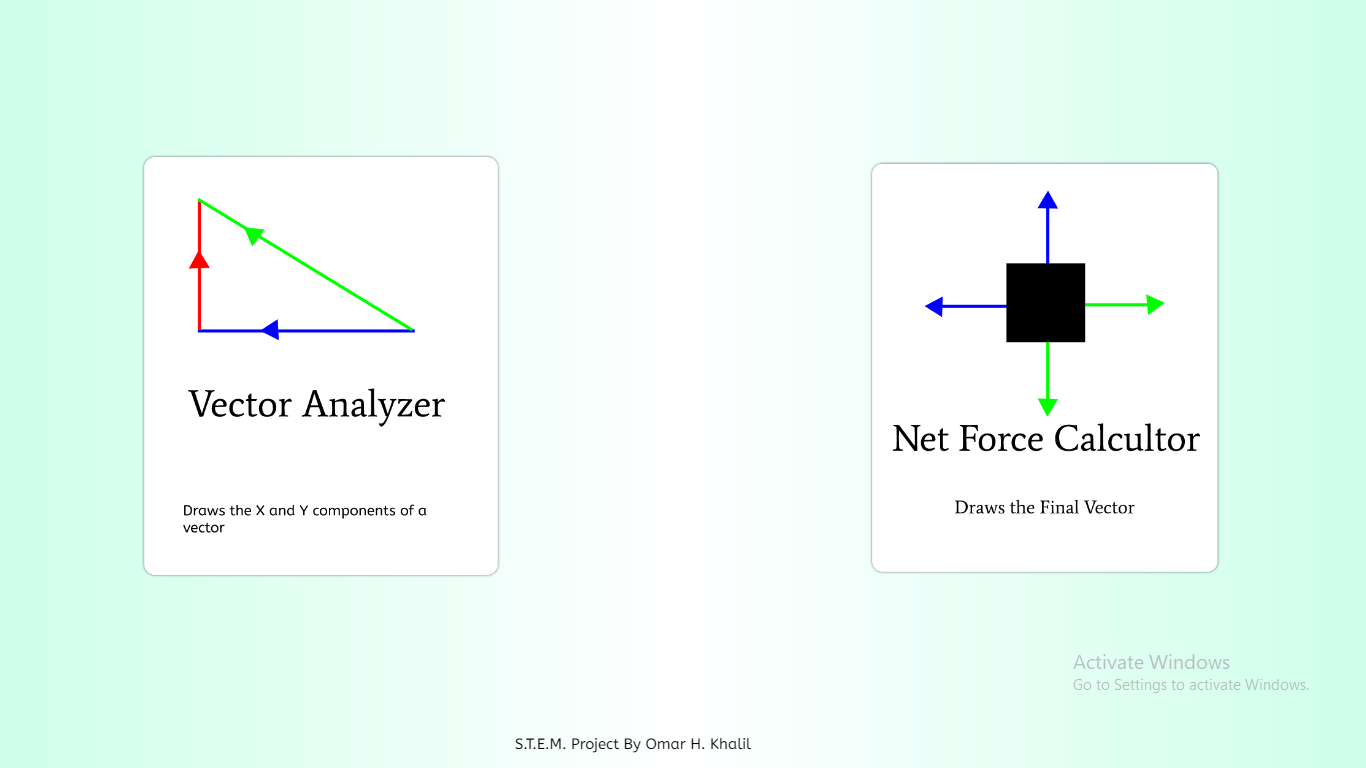 Vector Analyzer
Draws the X and Y components of a
vector
Net Force Calcultor
Draws the Final Vector
Activate Windows
Go to Settings to activate Windows.
S.T.E.M. Project By Omar H. Khalil